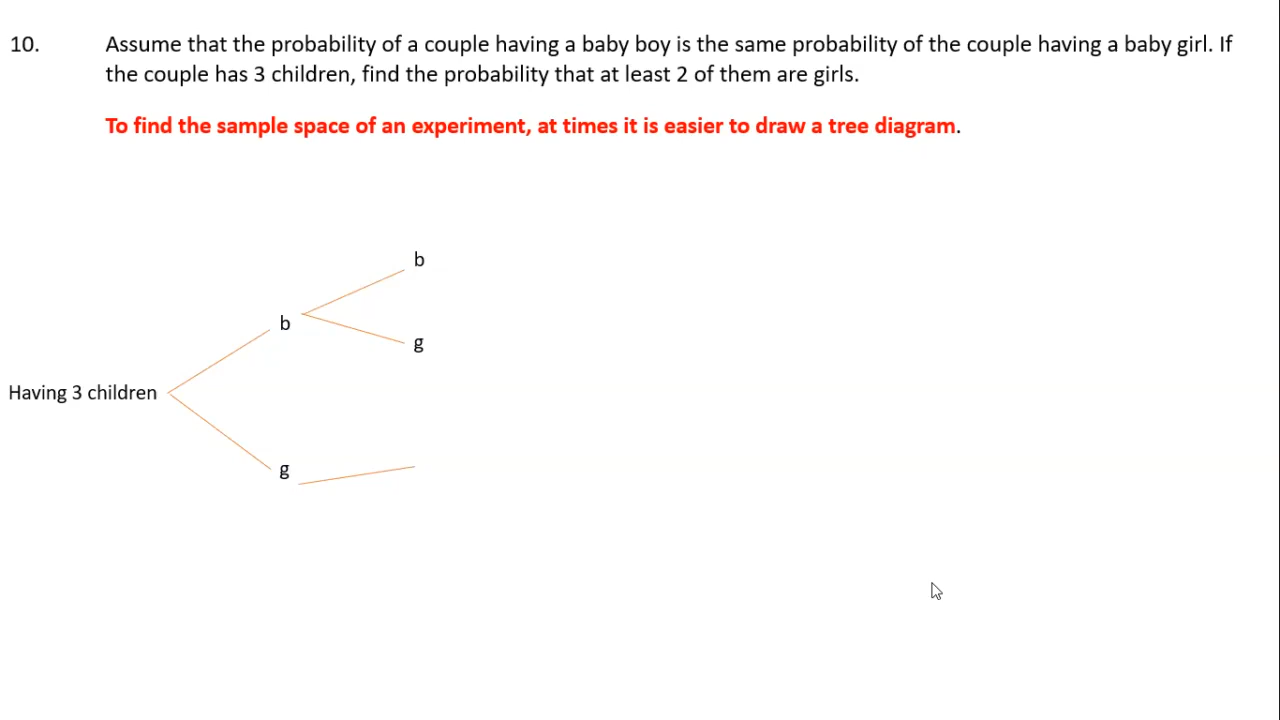 10. Assume that the probability of a couple having a baby boy is the same probability of the couple having a baby girl. If
the couple has 3 children, find the probability that at least 2 of them are girls.
To find the sample space of an experiment, at times it is easier to draw a tree diagram.
b
b
g
Having 3 children
g